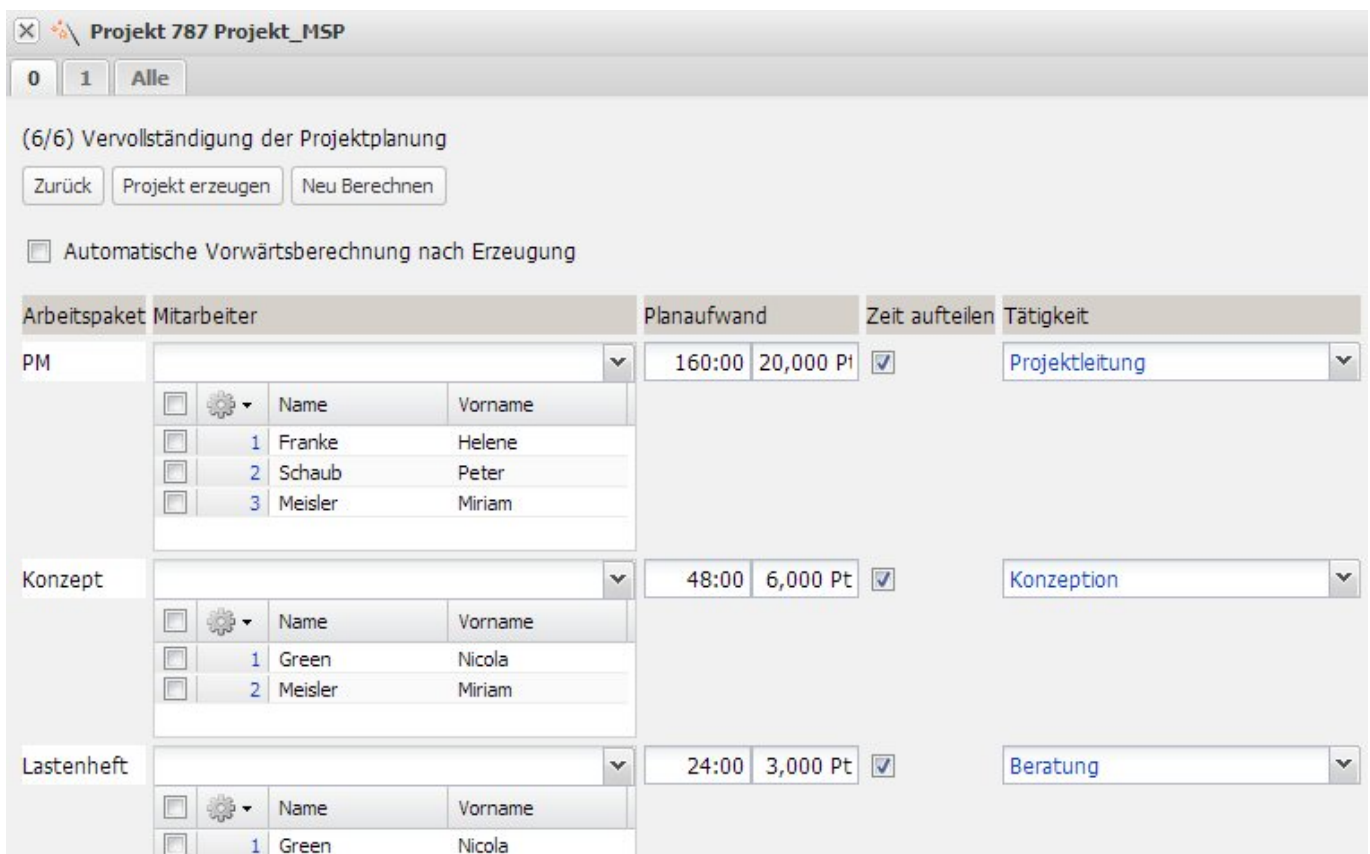 Projekt 787 Projekt_MSP
0 1 Alle
(6/6) Vervollständigung der Projektplanung
Zurück Projekt erzeugen Neu Berechnen
Automatische Vorwärtsberechnung nach Erzeugung
Arbeitspaket Mitarbeiter Planaufwand Zeit aufteilen Tätigkeit
PM 160:00 20,000 Pt Projektleitung
Name Vorname
1 Franke Helene
2 Schaub Peter
3 Meisler Miriam
Konzept 48:00 6,000 Pt Konzeption
Name Vorname
1 Green Nicola
2 Meisler Miriam
Lastenheft 24:00 3,000 Pt Beratung
Name Vorname
1 Green Nicola